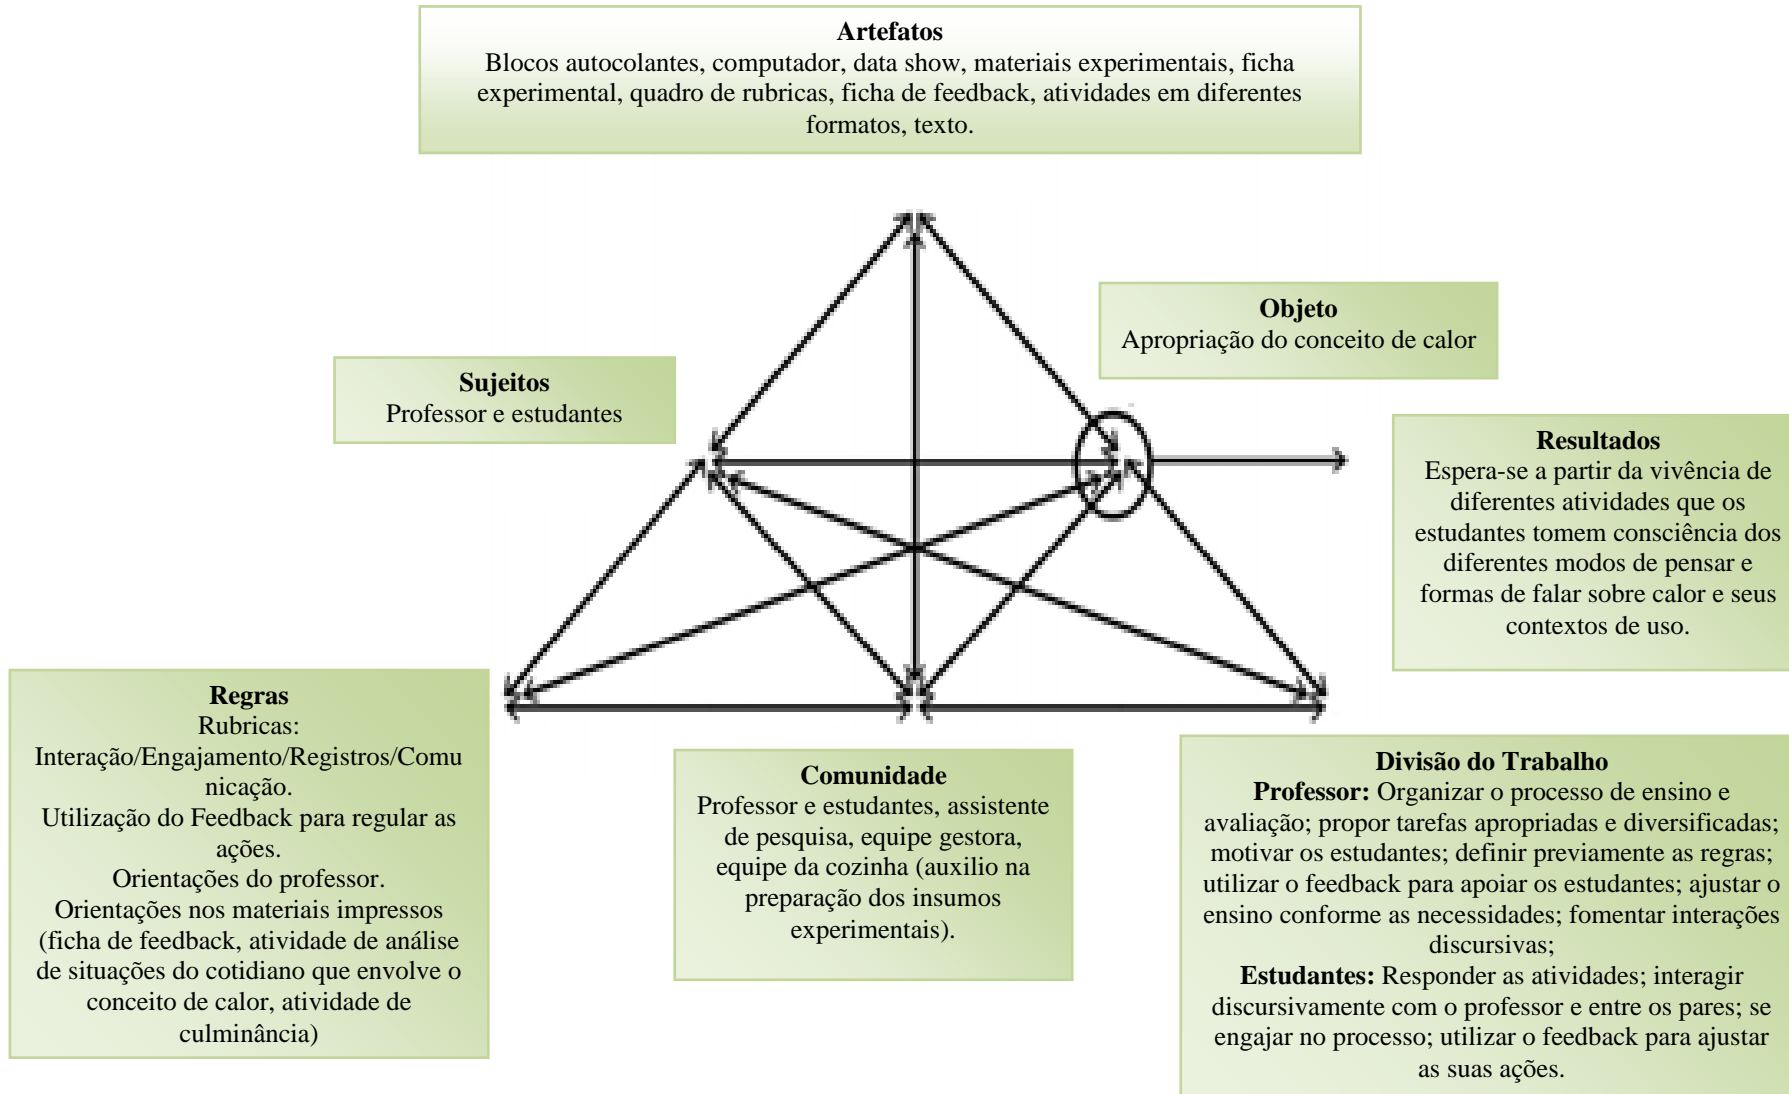 Artefatos
Blocos autocolantes, computador, data show, materiais experimentais, ficha
experimental, quadro de rubricas, ficha de feedback, atividades em diferentes
formatos, texto.
Objeto
Apropriação do conceito de calor
Sujeitos
Professor e estudantes
Resultados
Espera-se a partir da vivência de
diferentes atividades que os
estudantes tomem consciência dos
diferentes modos de pensar e
formas de falar sobre calor e seus
contextos de uso.
Regras
Rubricas:
Interação/Engajamento/Registros/Comu
nicação.
Utilização do Feedback para regular as
ações.
Orientações do professor.
Orientações nos materiais impressos
(ficha de feedback, atividade de análise
de situações do cotidiano que envolve o
conceito de calor, atividade de
culminância)
Comunidade
Professor e estudantes, assistente
de pesquisa, equipe gestora,
equipe da cozinha (auxilio na
preparação dos insumos
experimentais).
Divisão do Trabalho
Professor: Organizar o processo de ensino e
avaliação; propor tarefas apropriadas e diversificadas;
motivar os estudantes; definir previamente as regras;
utilizar o feedback para apoiar os estudantes; ajustar o
ensino conforme as necessidades; fomentar interações
discursivas;
Estudantes: Responder as atividades; interagir
discursivamente com o professor e entre os pares; se
engajar no processo; utilizar o feedback para ajustar
as suas ações.